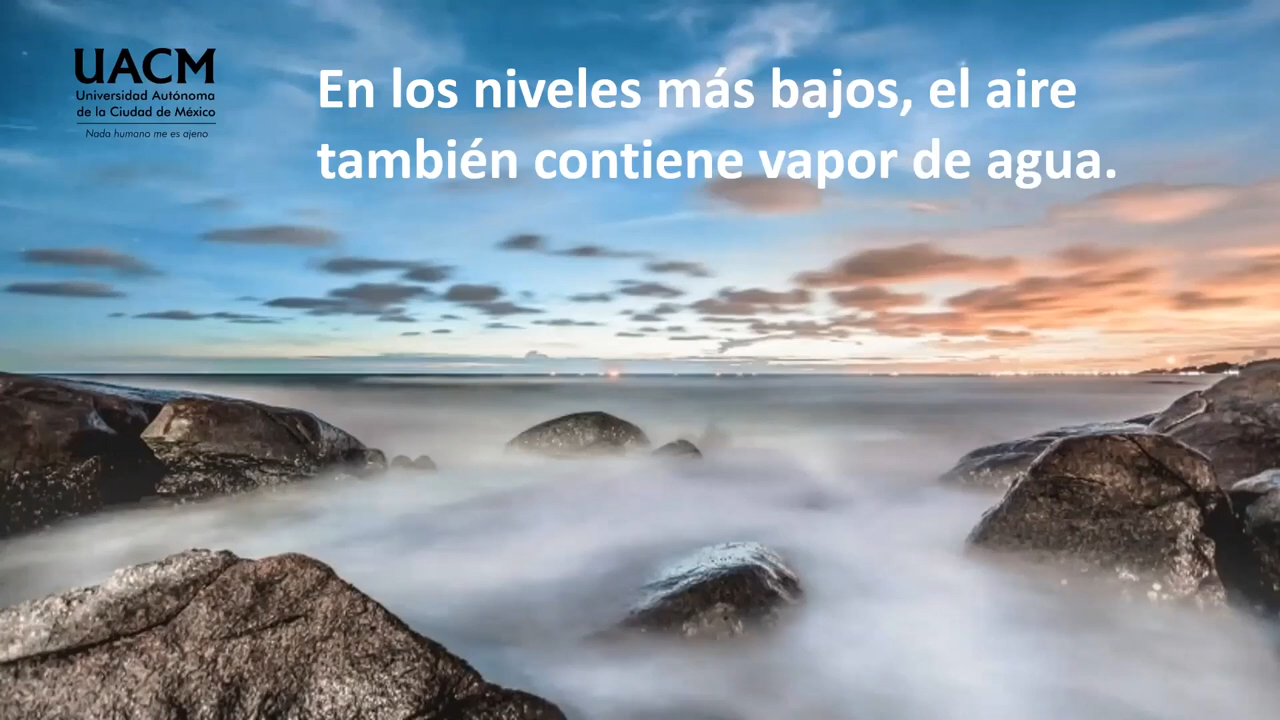 UACM
Universidad Autónoma
de la Ciudad de México
Nada humano me es ajeno
En los niveles más bajos, el aire
también contiene vapor de agua.